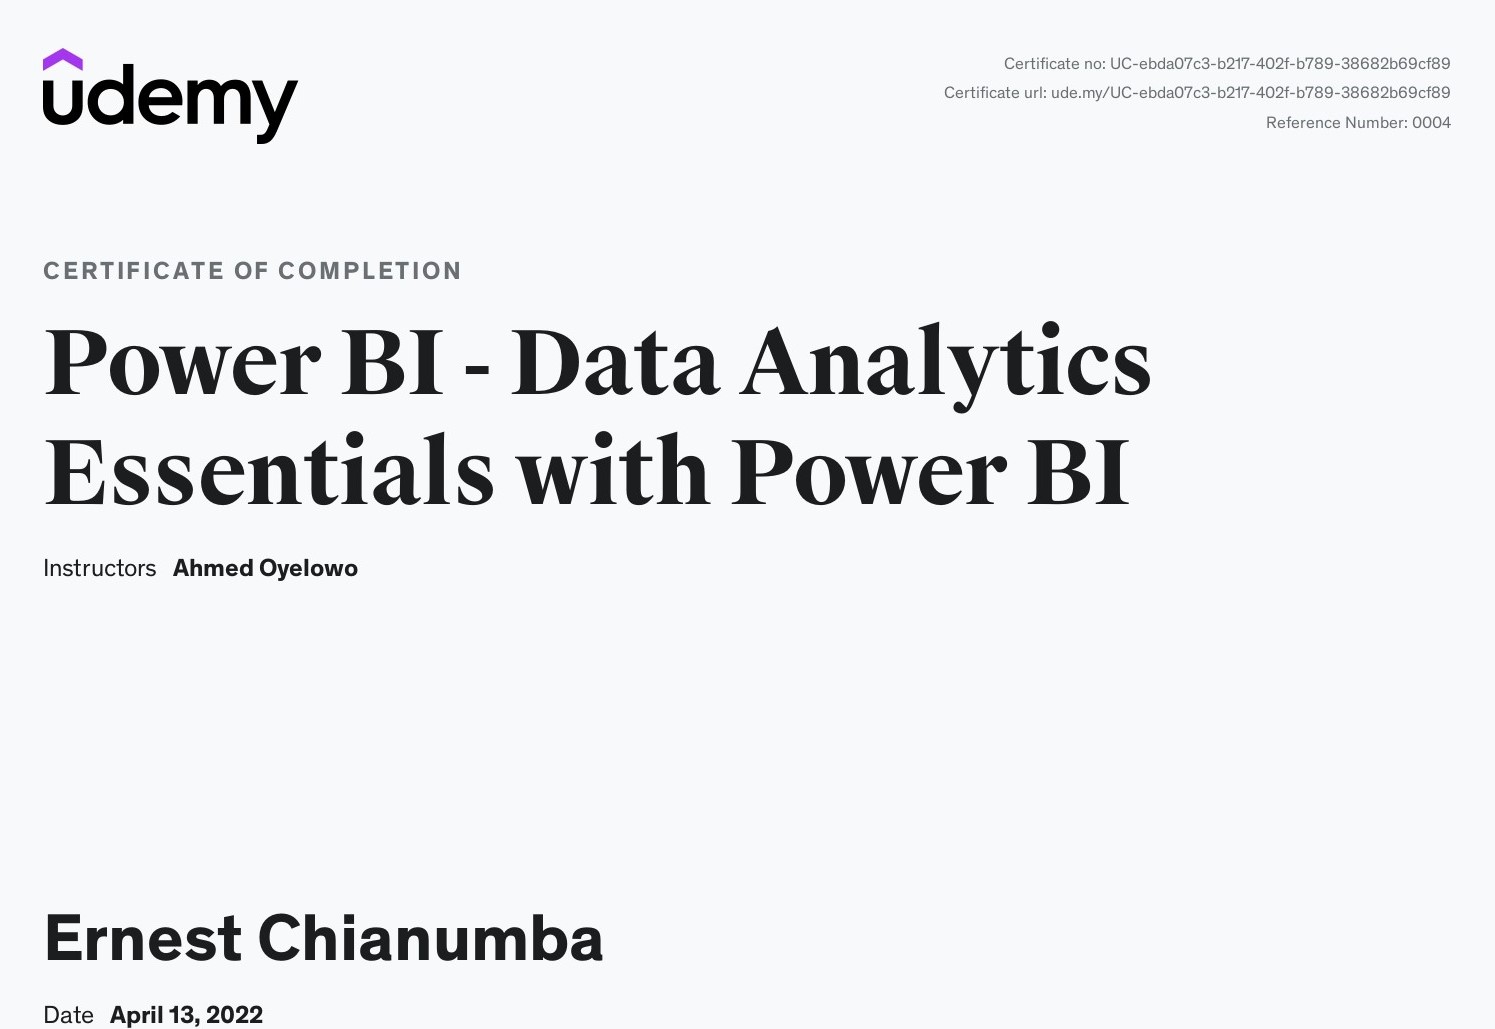 udemy
Certificate no: UC-ebda07c3-b217-402f-b789-38682b69cf89
Certificate url: ude.my/UC-ebda07c3-b217-402f-b789-38682b69cf89
Reference Number: 0004
CERTIFICATE OF COMPLETION
Power BI - Data Analytics
Essentials with Power BI
Instructors Ahmed Oyelowo
Ernest Chianumba
Date April 13, 2022